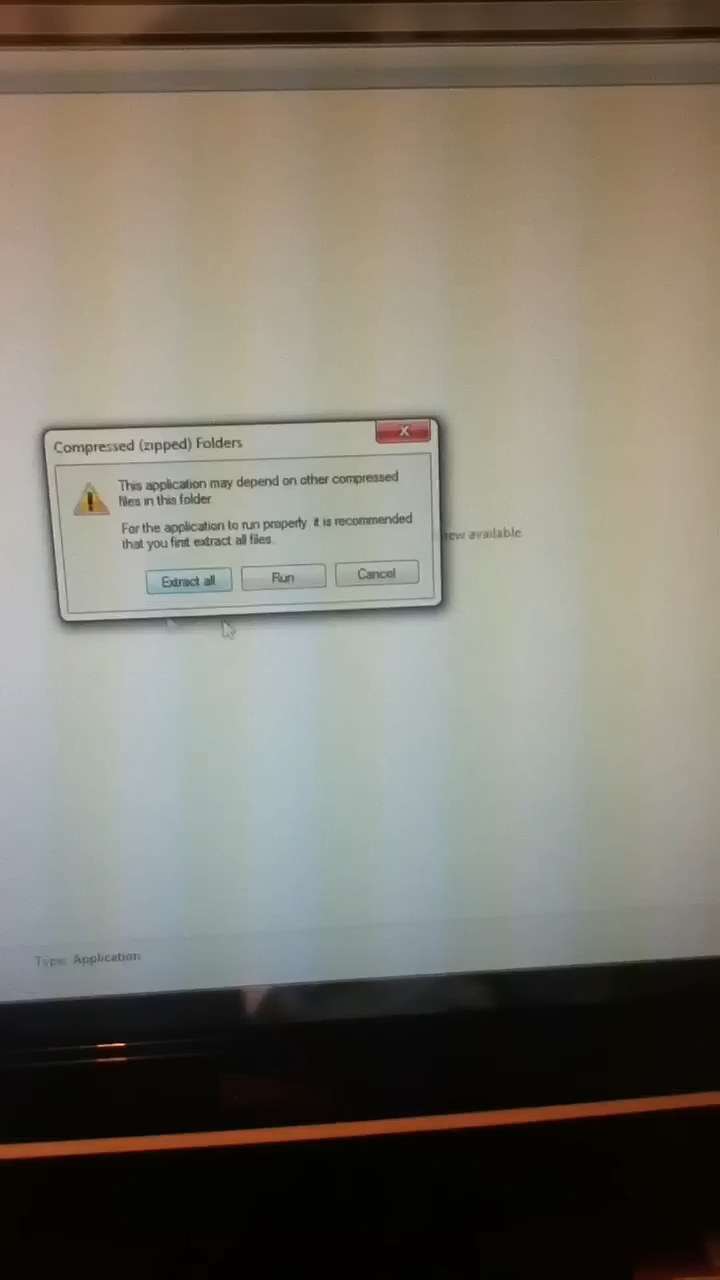 Compressed (zipped) Folders
This application may depend on other compressed
files in this folder.
For the application to run properly, it is recommended
that you first extract all files.
Extract all
Run
Cancel
available.
Type: Application